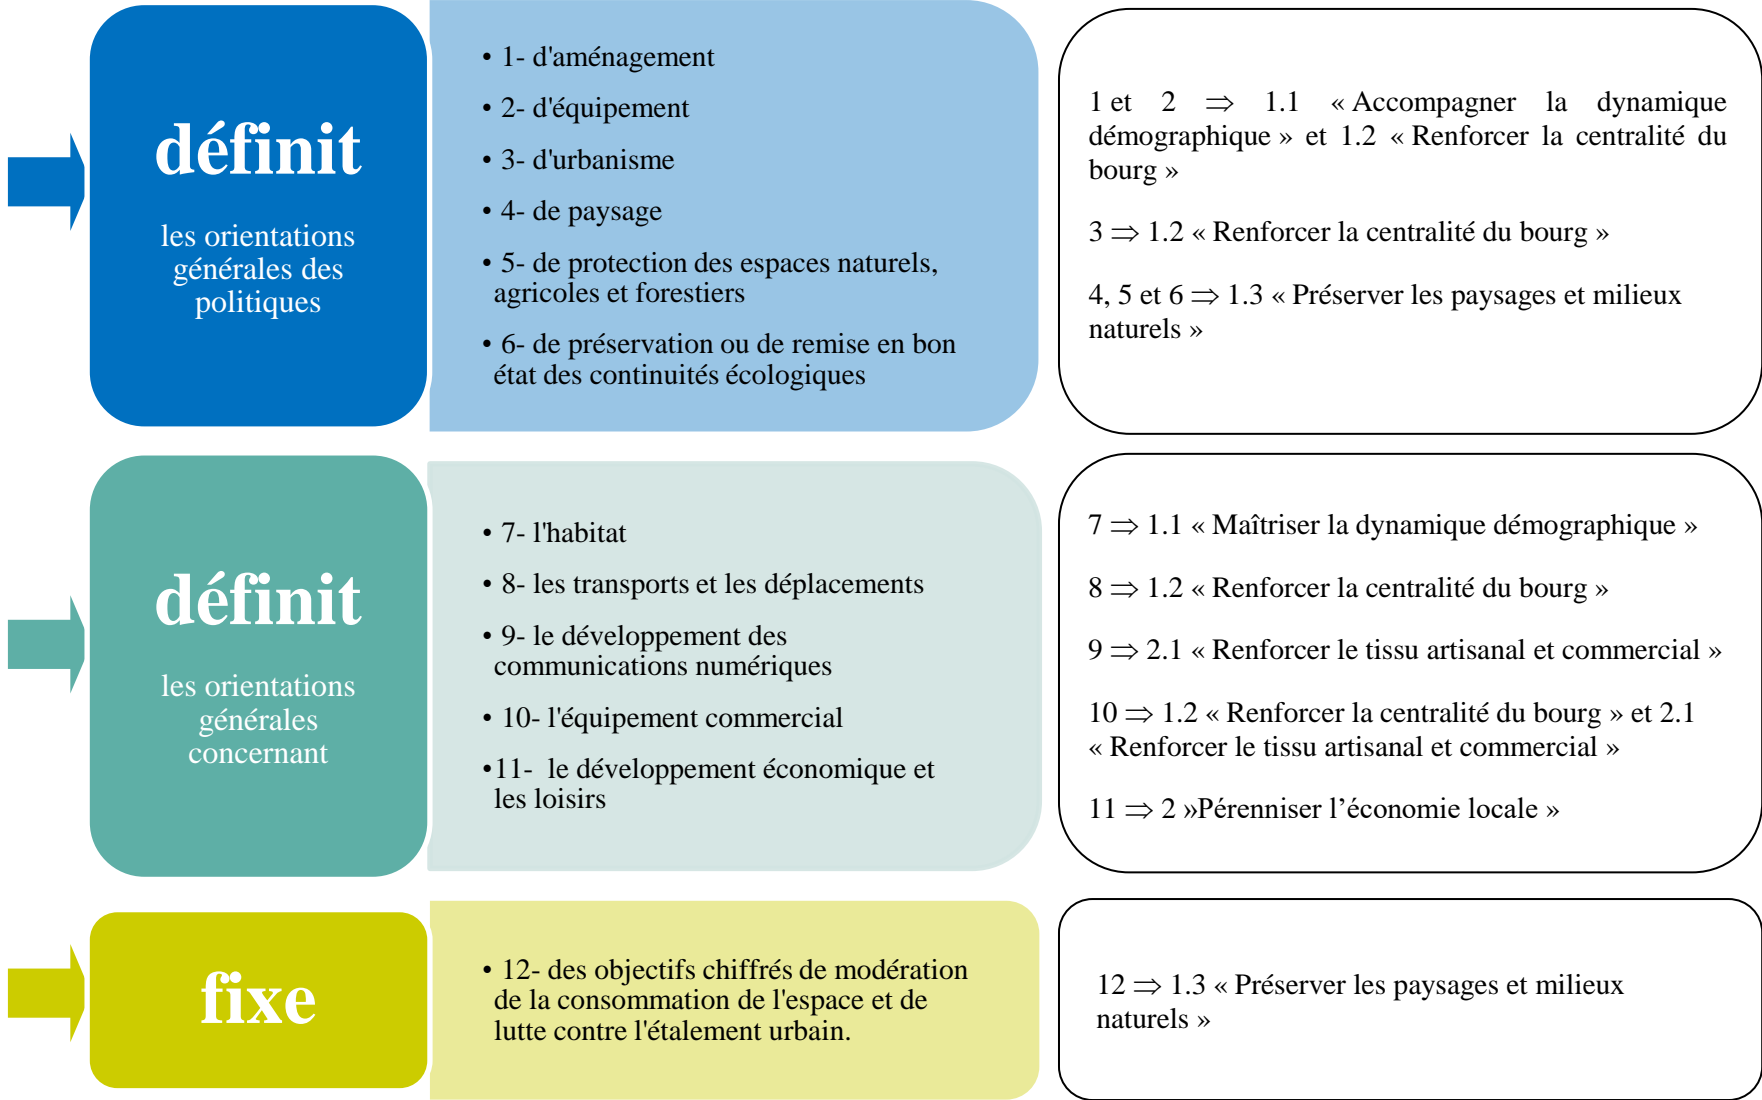 définit
les orientations
générales des
politiques
• 1- d'aménagement
• 2- d'équipement
• 3- d'urbanisme
• 4- de paysage
• 5- de protection des espaces naturels,
agricoles et forestiers
• 6- de préservation ou de remise en bon
état des continuités écologiques
1 et 2 ⇒ 1.1 « Accompagner la dynamique
démographique » et 1.2 « Renforcer la centralité du
bourg »
3 ⇒ 1.2 « Renforcer la centralité du bourg »
4, 5 et 6 ⇒ 1.3 « Préserver les paysages et milieux
naturels »
définit
les orientations
générales
concernant
• 7- l'habitat
• 8- les transports et les déplacements
• 9- le développement des
communications numériques
• 10- l'équipement commercial
•11- le développement économique et
les loisirs
7 ⇒ 1.1 « Maîtriser la dynamique démographique »
8 ⇒ 1.2 « Renforcer la centralité du bourg »
9 ⇒ 2.1 « Renforcer le tissu artisanal et commercial »
10 ⇒ 1.2 « Renforcer la centralité du bourg » et 2.1
« Renforcer le tissu artisanal et commercial »
11 ⇒ 2 »Pérenniser l’économie locale »
fixe
• 12- des objectifs chiffrés de modération
de la consommation de l'espace et de
lutte contre l'étalement urbain.
12 ⇒ 1.3 « Préserver les paysages et milieux
naturels »